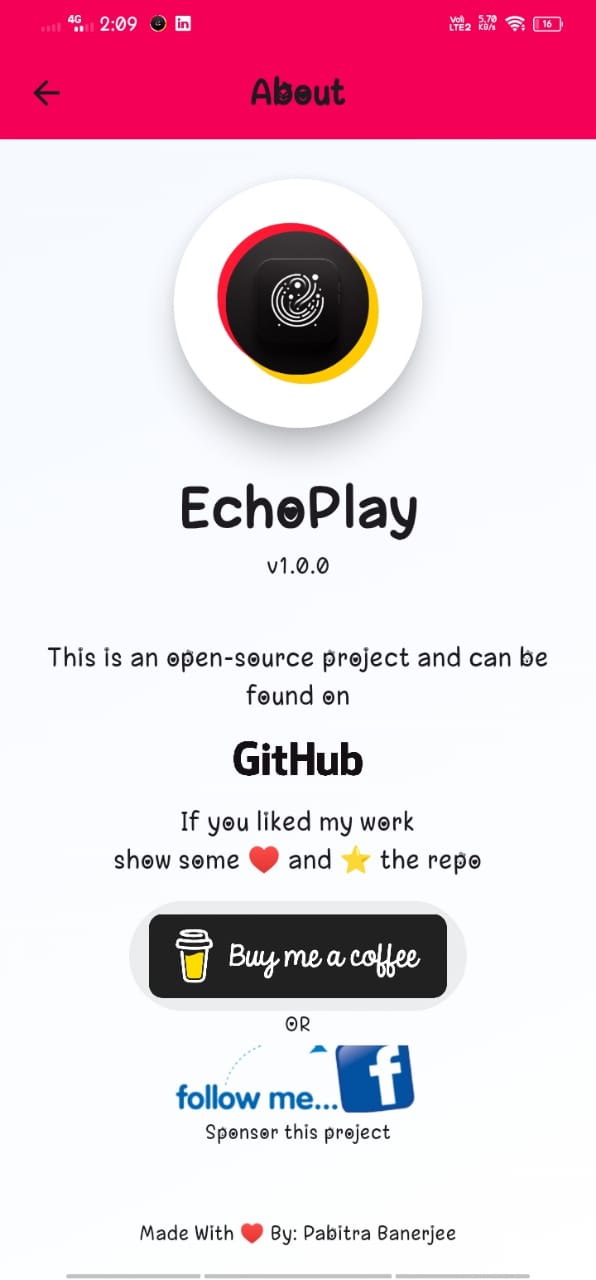 4G 2:09 in Vo)) LTE2 5.70 KB/s 16
About
EchoPlay
v1.0.0
This is an open-source project and can be
found on
GitHub
If you liked my work
show some ❤️ and ⭐ the repo
Buy me a coffee
OR
follow me... f
Sponsor this project
Made With ❤️ By: Pabitra Banerjee